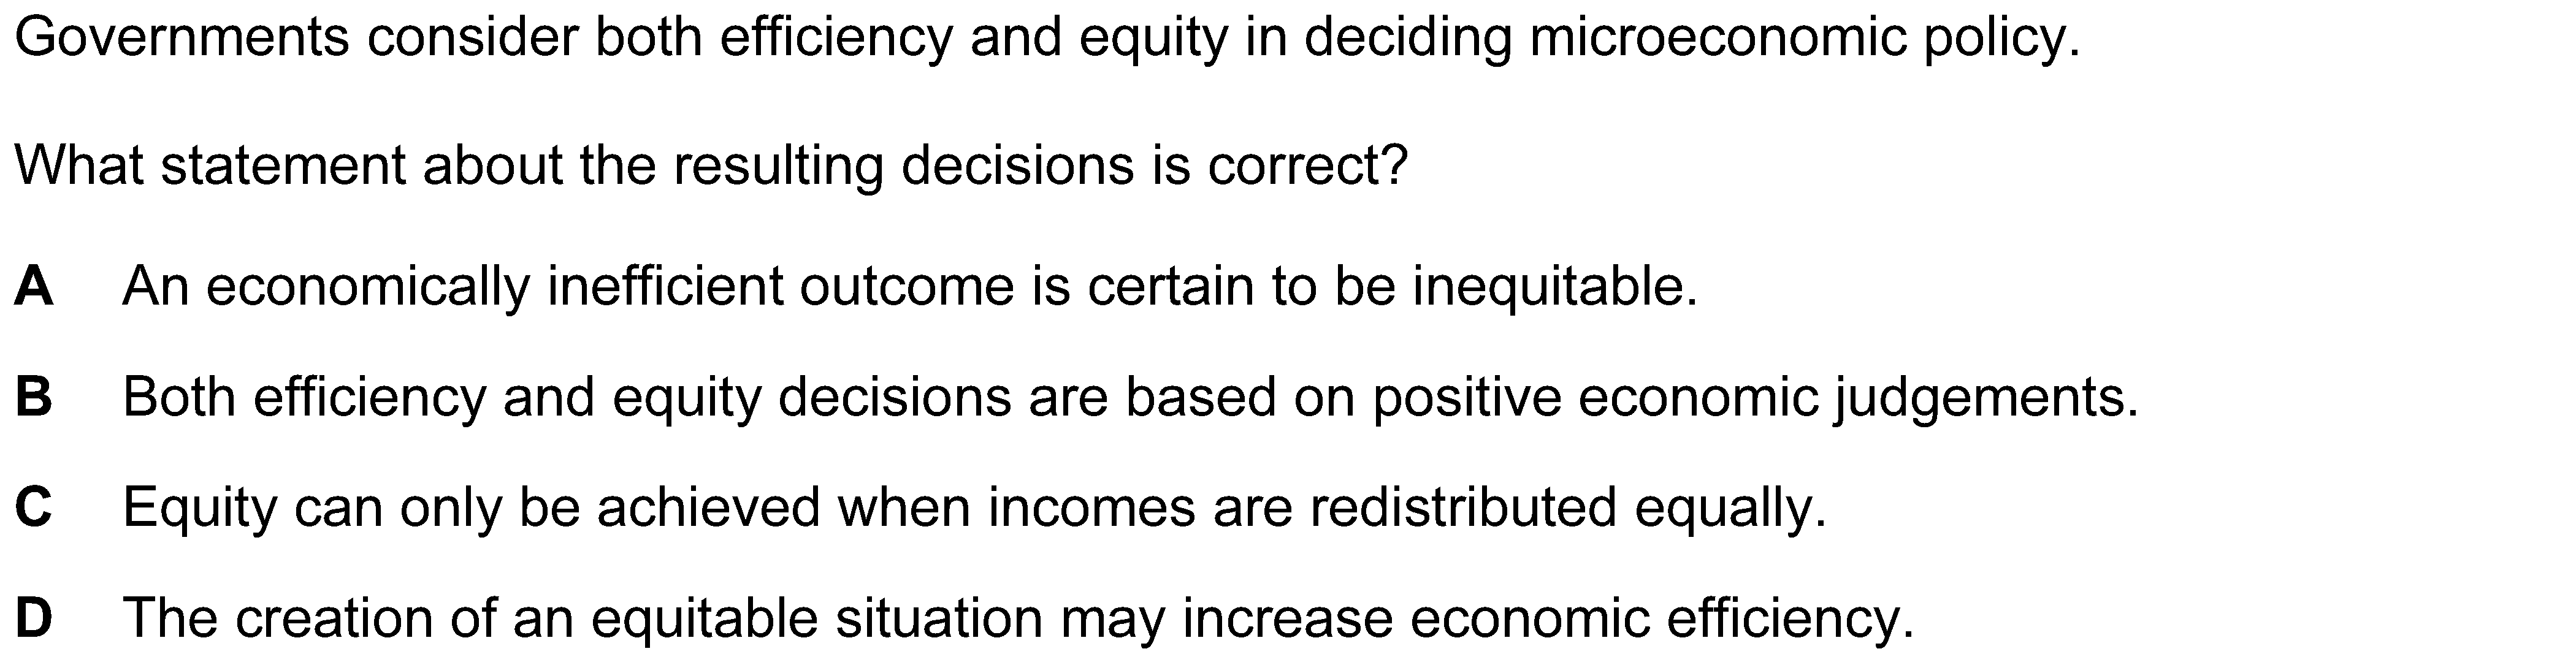 Governments consider both efficiency and equity in deciding microeconomic policy.
What statement about the resulting decisions is correct?
A An economically inefficient outcome is certain to be inequitable.
B Both efficiency and equity decisions are based on positive economic judgements.
C Equity can only be achieved when incomes are redistributed equally.
D The creation of an equitable situation may increase economic efficiency.